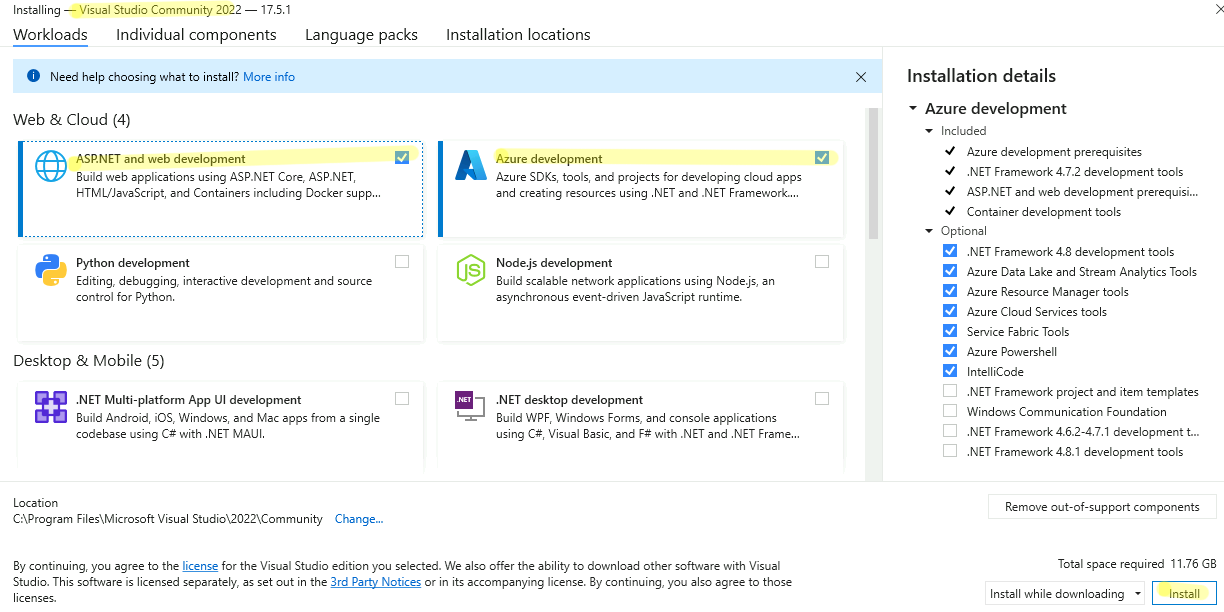 Installing — Visual Studio Community 2022 — 17.5.1
Workloads Individual components Language packs Installation locations
Need help choosing what to install? More info
Web & Cloud (4)
ASP.NET and web development
Build web applications using ASP.NET Core, ASP.NET,
HTML/JavaScript, and Containers including Docker supp...
Azure development
Azure SDKs, tools, and projects for developing cloud apps
and creating resources using .NET and .NET Framework....
Python development
Editing, debugging, interactive development and source
control for Python.
Node.js development
Build scalable network applications using Node.js, an
asynchronous event-driven JavaScript runtime.
Desktop & Mobile (5)
.NET Multi-platform App UI development
Build Android, iOS, Windows, and Mac apps from a single
codebase using C# with .NET MAUI.
.NET
.NET desktop development
Build WPF, Windows Forms, and console applications
using C#, Visual Basic, and F# with .NET and .NET Frame...
Installation details
Azure development
Included
Azure development prerequisites
.NET Framework 4.7.2 development tools
ASP.NET and web development prerequisi...
Container development tools
Optional
.NET Framework 4.8 development tools
Azure Data Lake and Stream Analytics Tools
Azure Resource Manager tools
Azure Cloud Services tools
Service Fabric Tools
Azure Powershell
IntelliCode
.NET Framework project and item templates
Windows Communication Foundation
.NET Framework 4.6.2-4.7.1 development t...
.NET Framework 4.8.1 development tools
Location
C:\Program Files\Microsoft Visual Studio\2022\Community Change...
Remove out-of-support components
By continuing, you agree to the license for the Visual Studio edition you selected. We also offer the ability to download other software with Visual
Studio. This software is licensed separately, as set out in the 3rd Party Notices or in its accompanying license. By continuing, you also agree to those
licenses.
Total space required 11.76 GB
Install while downloading Install